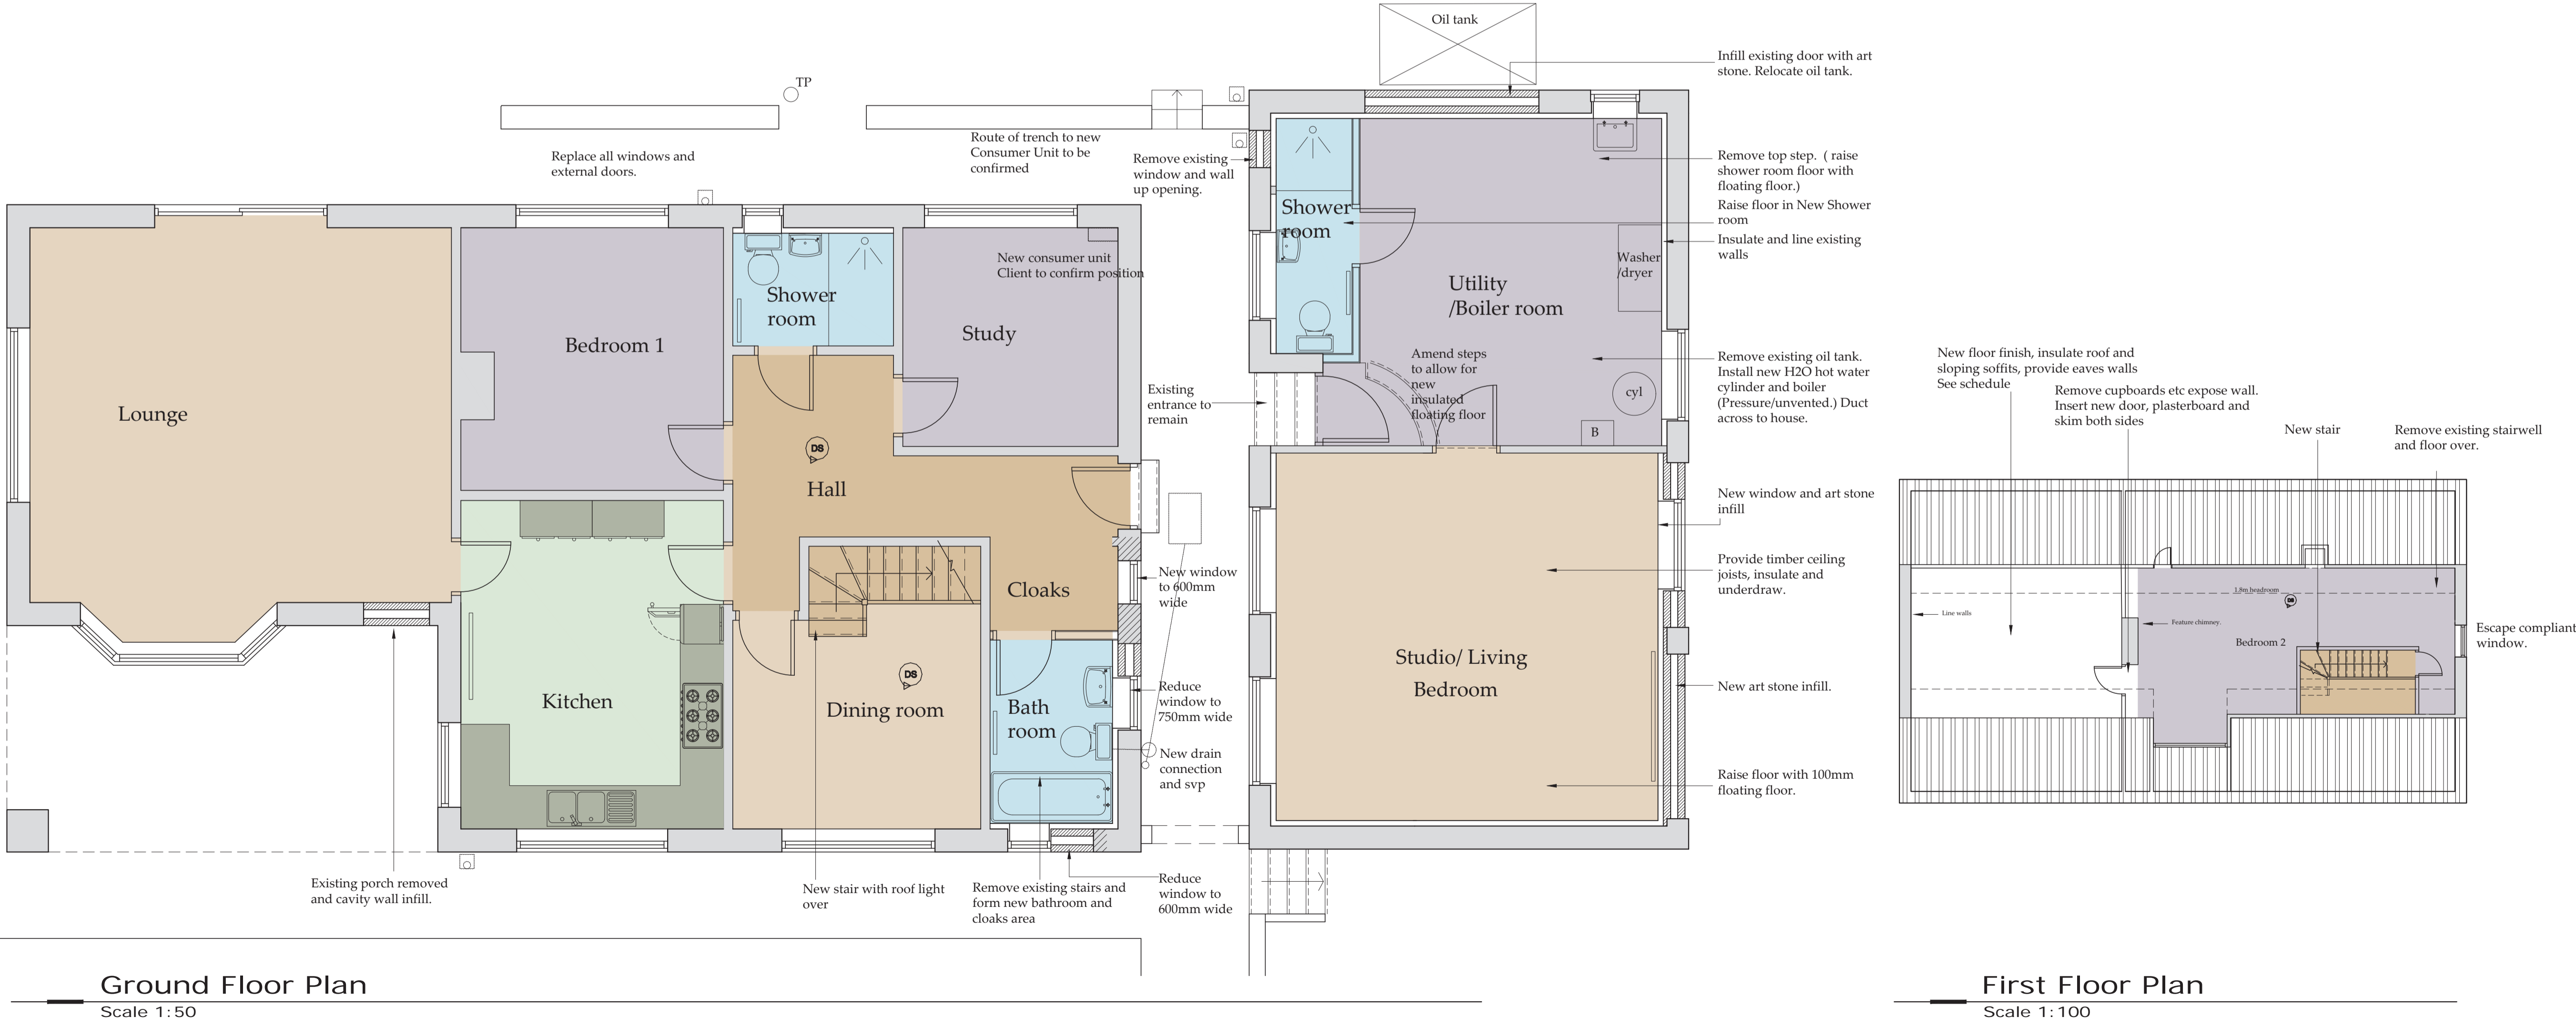 Oil tank
Infill existing door with art
stone. Relocate oil tank.
TP
Route of trench to new
Consumer Unit to be
confirmed
Replace all windows and
external doors.
Remove existing
window and wall
up opening.
Remove top step. ( raise
shower room floor with
floating floor.)
Raise floor in New Shower
room
Insulate and line existing
walls
Shower
room
New consumer unit
Client to confirm position
Washer
/dryer
Utility
/Boiler room
Shower
room
Study
Bedroom 1
Lounge
Amend steps
to allow for
new
insulated
floating floor
Remove existing oil tank.
Install new H2O hot water
cylinder and boiler
(Pressure/unvented.) Duct
across to house.
Existing
entrance to
remain
cyl
B
DS
Hall
New window and art stone
infill
Provide timber ceiling
joists, insulate and
underdraw.
New window
to 600mm
wide
Cloaks
Studio/ Living
Bedroom
DS
Kitchen
Dining room
Bath
room
Reduce
window to
750mm wide
New art stone infill.
New drain
connection
and svp
Raise floor with 100mm
floating floor.
Existing porch removed
and cavity wall infill.
New stair with roof light
over
Remove existing stairs and
form new bathroom and
cloaks area
Reduce
window to
600mm wide
Ground Floor Plan
Scale 1:50
New floor finish, insulate roof and
sloping soffits, provide eaves walls
See schedule
Remove cupboards etc expose wall.
Insert new door, plasterboard and
skim both sides
New stair
Remove existing stairwell
and floor over.
1.8m headroom
DS
Line walls
Feature chimney.
Bedroom 2
Escape compliant
window.
First Floor Plan
Scale 1:100